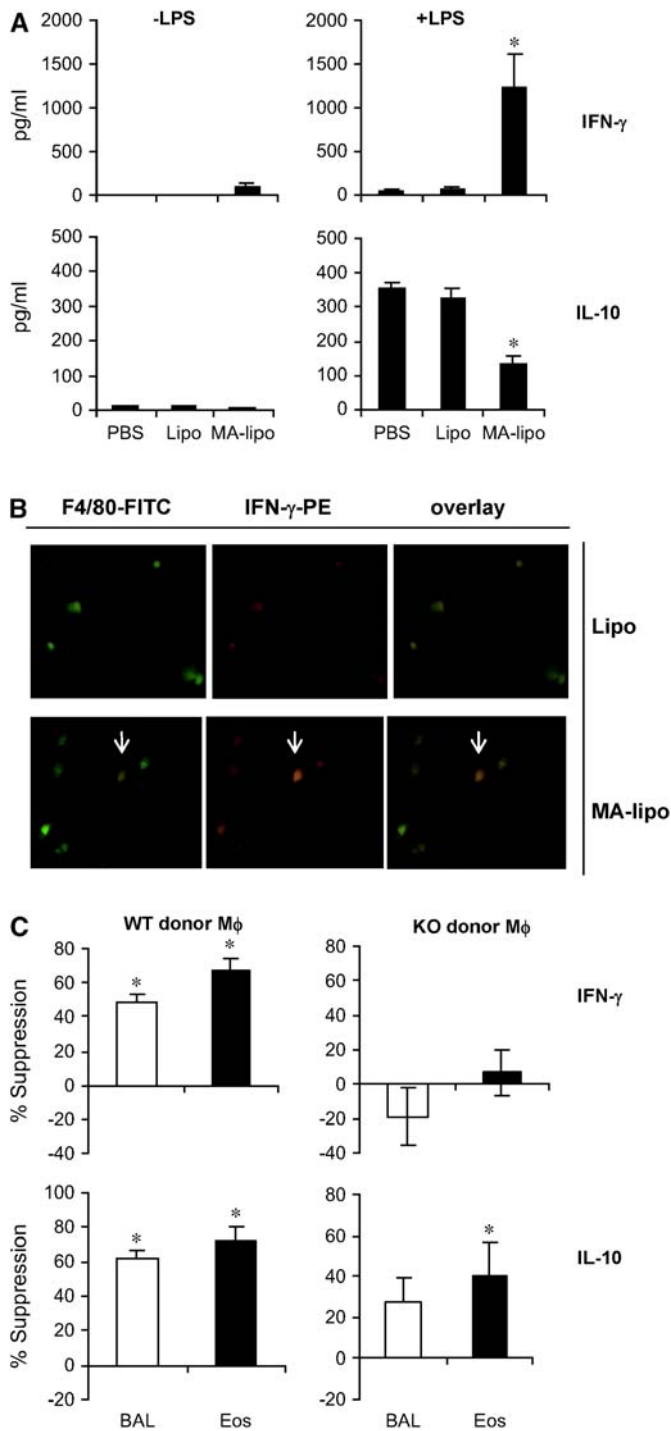 A
-LPS
+LPS
2000
1500
1000
500
0
pg/ml
2000
1500
1000
500
0
*
IFN-γ
500
400
300
200
100
0
pg/ml
PBS Lipo MA-lipo
500
400
300
200
100
0
*
PBS Lipo MA-lipo
IL-10
B
F4/80-FITC IFN-γ-PE overlay
Lipo
MA-lipo
C
WT donor Mϕ
KO donor Mϕ
80
60
40
20
0
-20
-40
% Suppression
* *
80
60
40
20
0
-20
-40
IFN-γ
100
80
60
40
20
0
-20
% Suppression
* *
BAL Eos
80
60
40
20
0
-20
*
BAL Eos
IL-10